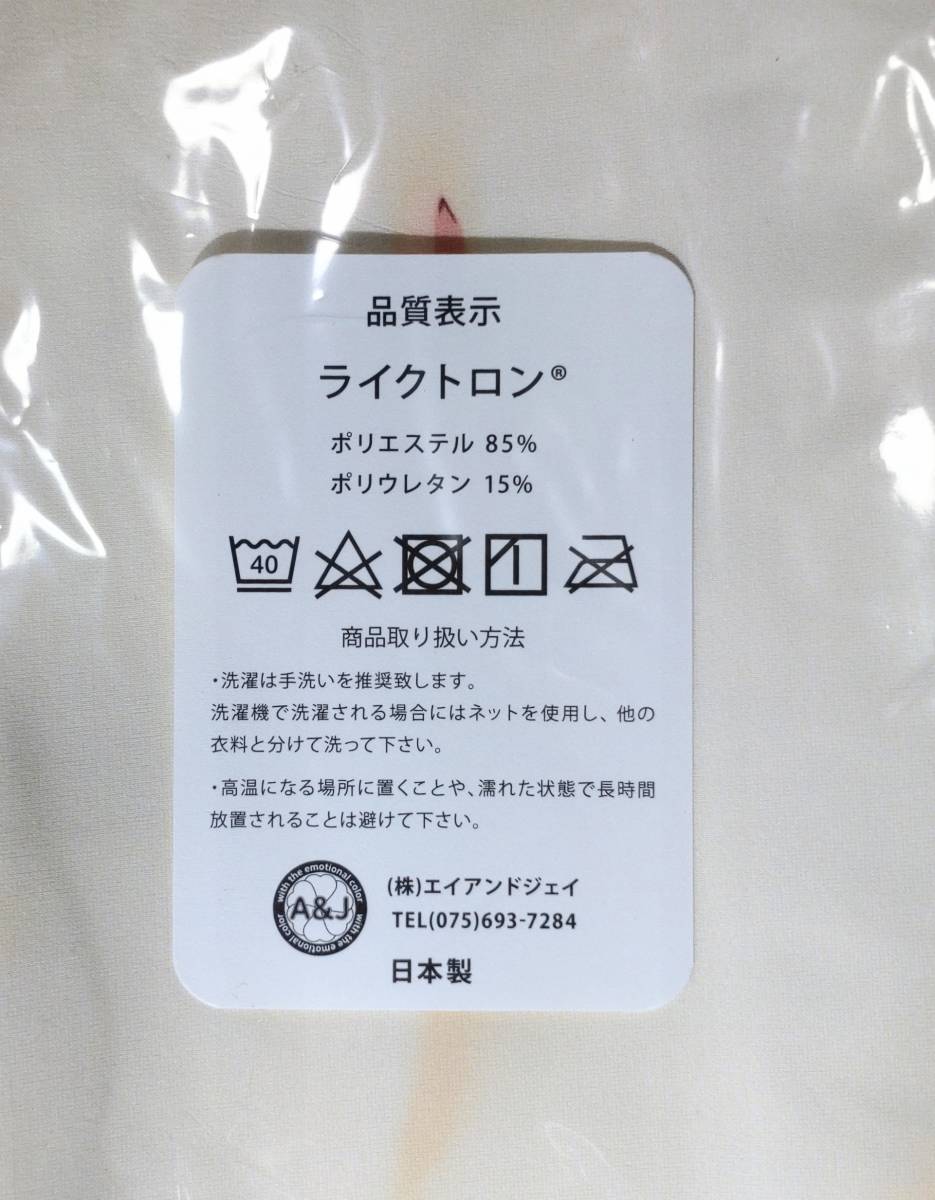 品質表示
ライクトロン®
ポリエステル 85%
ポリウレタン 15%
40
商品取り扱い方法
・洗濯は手洗いを推奨致します。
洗濯機で洗濯される場合にはネットを使用し、他の
衣料と分けて洗って下さい。
・高温になる場所に置くことや、濡れた状態で長時間
放置されることは避けて下さい。
with the emotional color
A&J
with the emotional color
(株)エイアンドジェイ
TEL(075)693-7284
日本製